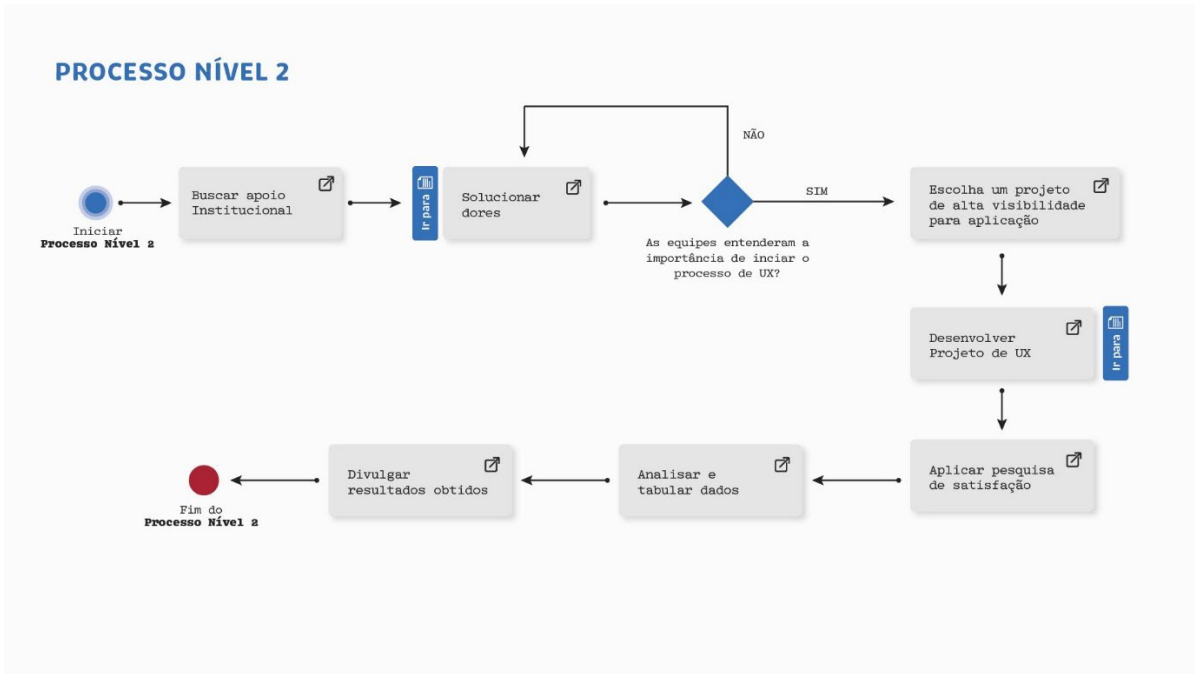 PROCESSO NÍVEL 2
NÃO
Iniciar
Processo Nível 2
Buscar apoio
Institucional
Ir para
Solucionar
dores
As equipes entenderam a
importância de inciar o
processo de UX?
SIM
Escolha um projeto
de alta visibilidade
para aplicação
Desenvolver
Projeto de UX
Ir para
Aplicar pesquisa
de satisfação
Analisar e
tabular dados
Divulgar
resultados obtidos
Fim do
Processo Nível 2